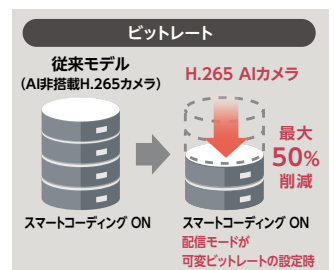 ビットレート
従来モデル
(AI非搭載H.265カメラ)
H.265 AIカメラ
最大
50%
削減
スマートコーディング ON
スマートコーディング ON
配信モードが
可変ビットレートの設定時